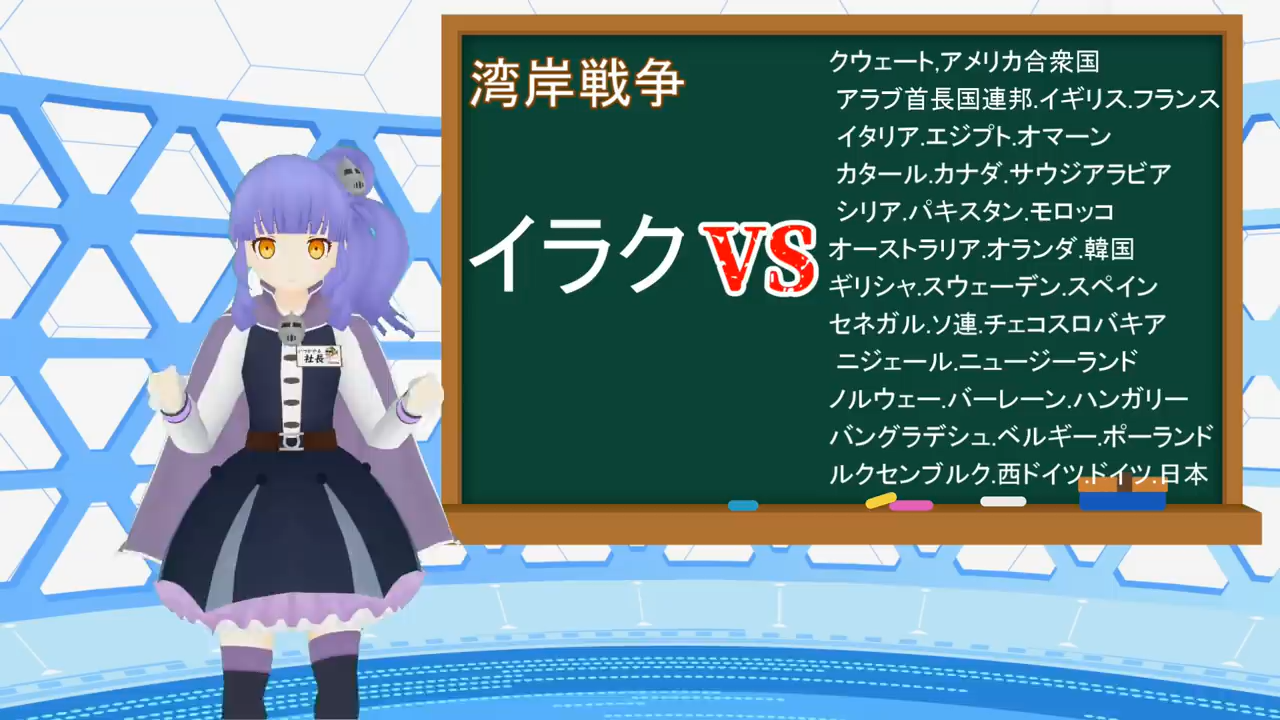 湾岸戦争
イラク
VS
クウェート,アメリカ合衆国
アラブ首長国連邦.イギリス.フランス
イタリア.エジプト.オマーン
カタール.カナダ.サウジアラビア
シリア.パキスタン.モロッコ
オーストラリア.オランダ.韓国
ギリシャ.スウェーデン.スペイン
セネガル.ソ連.チェコスロバキア
ニジェール.ニュージーランド
ノルウェー.バーレーン.ハンガリー
バングラデシュ.ベルギー.ポーランド
ルクセンブルク.西ドイツ.ドイツ.日本
社長